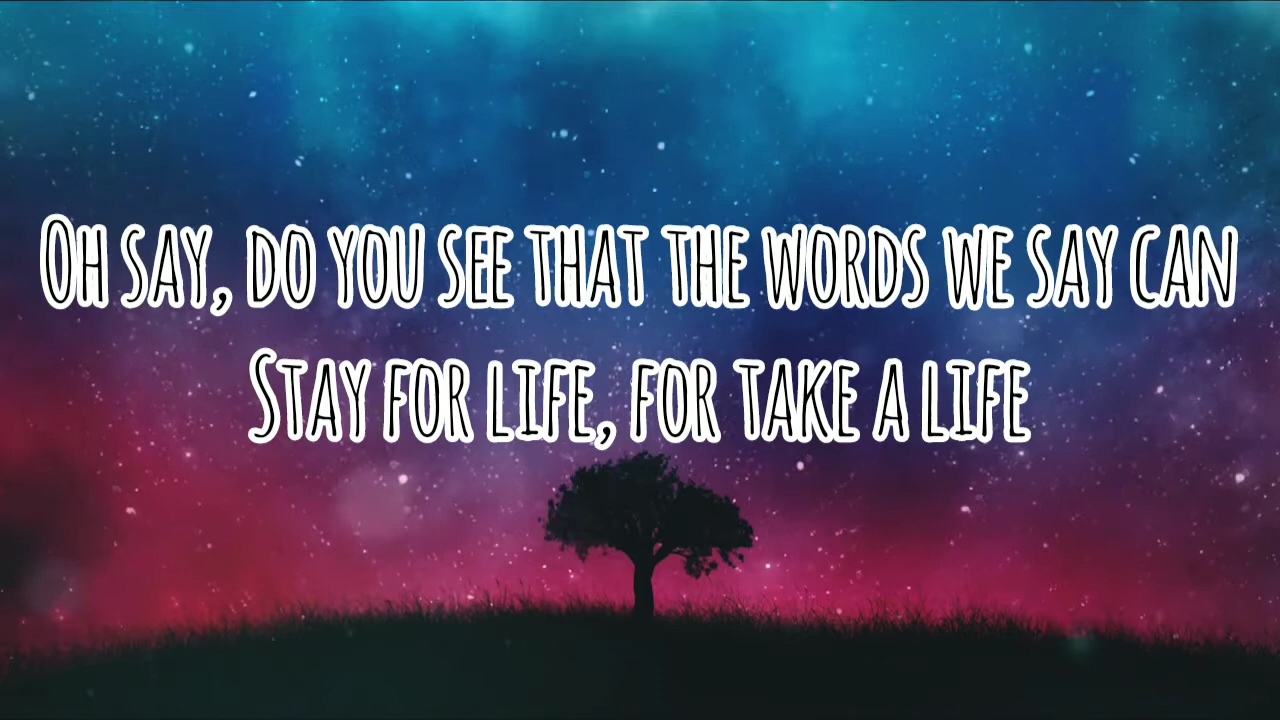 Oh say, do you see that the words we say can
Stay for life, for take a life